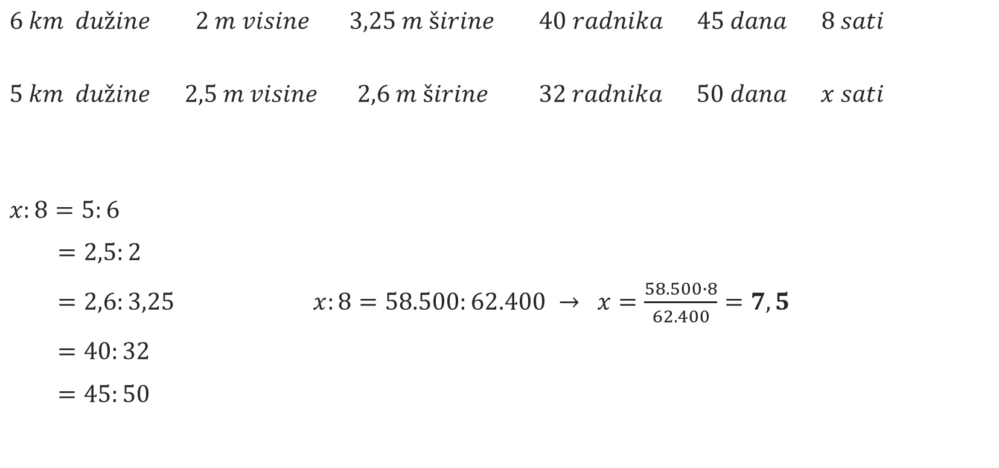 6 km dužine 2 m visine 3,25 m širine 40 radnika 45 dana 8 sati
5 km dužine 2,5 m visine 2,6 m širine 32 radnika 50 dana x sati
x: 8 = 5: 6
= 2,5: 2
= 2,6: 3,25 x: 8 = 58.500: 62.400 → x = \frac{58.500·8}{62.400} = 7,5
= 40: 32
= 45: 50